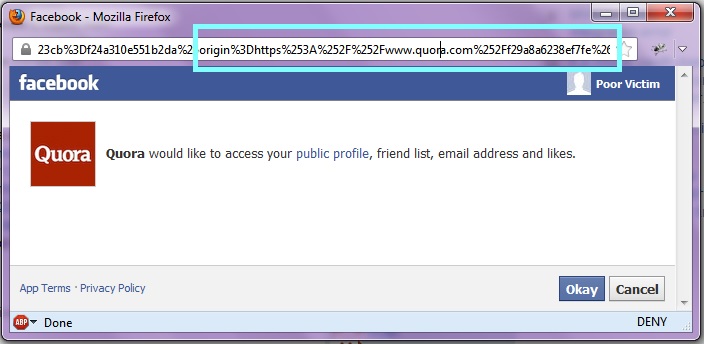 Facebook - Mozilla Firefox
23cb%3Df24a310e551b2da%26origin%3Dhttps%253A%252F%252Fwww.quora.com%252Ff29a8a6238ef7fe%26
facebook
Poor Victim
Quora
Quora would like to access your public profile, friend list, email address and likes.
App Terms · Privacy Policy
Okay
Cancel
ABP
Done
DENY